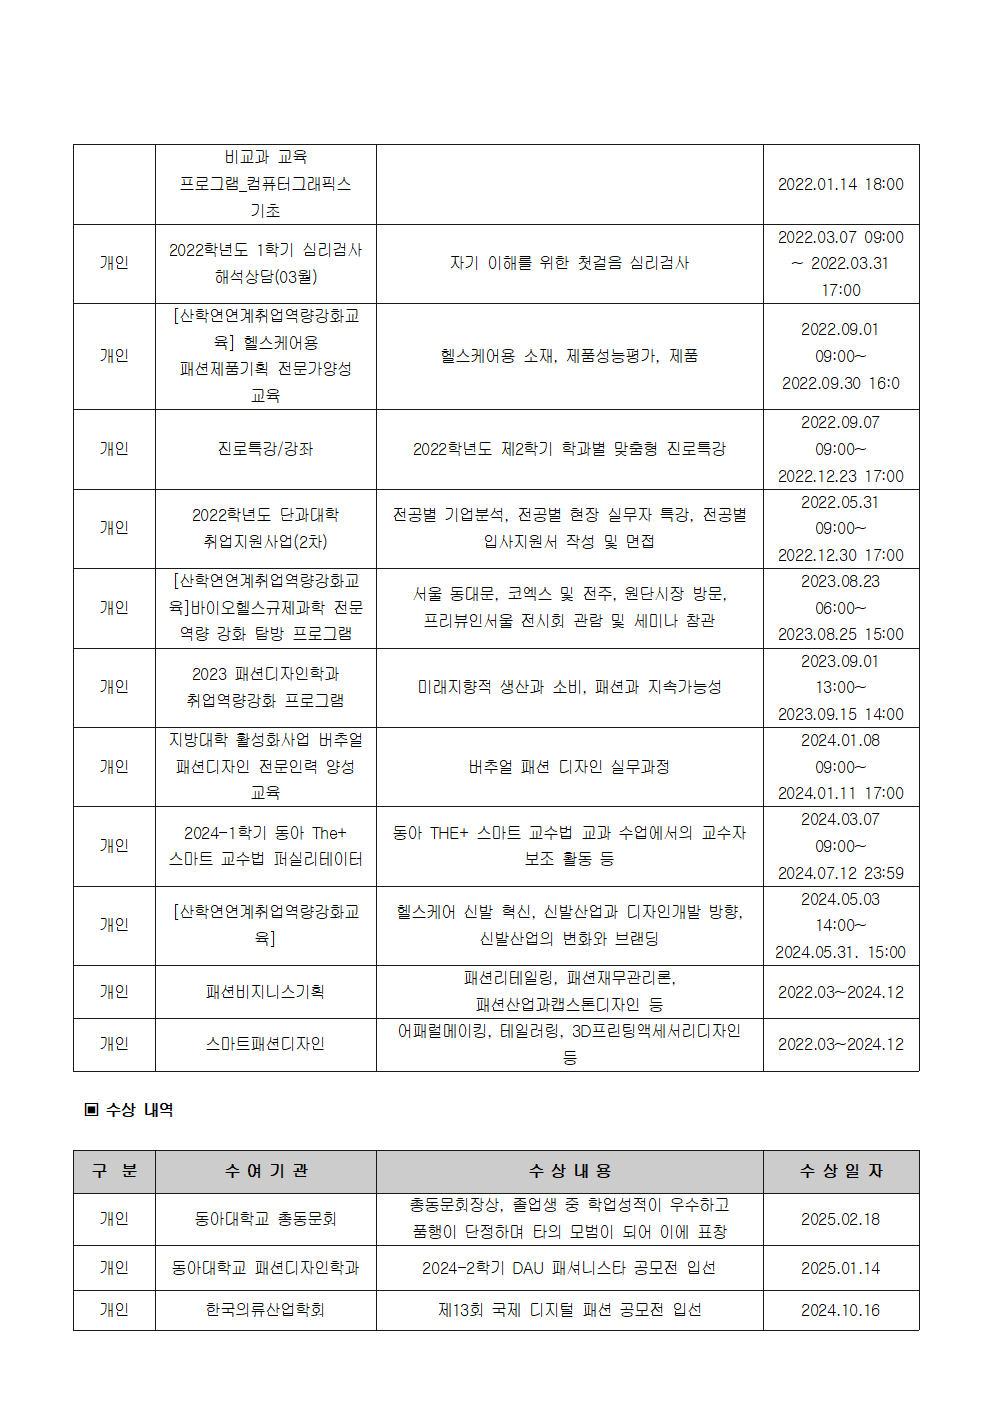 비교과 교육
프로그램_컴퓨터그래픽스
기초
2022.01.14 18:00
개인
2022학년도 1학기 심리검사
해석상담(03월)
자기 이해를 위한 첫걸음 심리검사
2022.03.07 09:00
~ 2022.03.31
17:00
개인
[산학연연계취업역량강화교
육] 헬스케어용
패션제품기획 전문가양성
교육
헬스케어용 소재, 제품성능평가, 제품
2022.09.01
09:00~
2022.09.30 16:0
개인
진로특강/강좌
2022학년도 제2학기 학과별 맞춤형 진로특강
2022.09.07
09:00~
2022.12.23 17:00
개인
2022학년도 단과대학
취업지원사업(2차)
전공별 기업분석, 전공별 현장 실무자 특강, 전공별
입사지원서 작성 및 면접
2022.05.31
09:00~
2022.12.30 17:00
개인
[산학연연계취업역량강화교
육]바이오헬스규제과학 전문
역량 강화 탐방 프로그램
서울 동대문, 코엑스 및 전주, 원단시장 방문,
프리뷰인서울 전시회 관람 및 세미나 참관
2023.08.23
06:00~
2023.08.25 15:00
개인
2023 패션디자인학과
취업역량강화 프로그램
미래지향적 생산과 소비, 패션과 지속가능성
2023.09.01
13:00~
2023.09.15 14:00
개인
지방대학 활성화사업 버추얼
패션디자인 전문인력 양성
교육
버추얼 패션 디자인 실무과정
2024.01.08
09:00~
2024.01.11 17:00
개인
2024-1학기 동아 The+
스마트 교수법 퍼실리테이터
동아 THE+ 스마트 교수법 교과 수업에서의 교수자
보조 활동 등
2024.03.07
09:00~
2024.07.12 23:59
개인
[산학연연계취업역량강화교
육]
헬스케어 신발 혁신, 신발산업과 디자인개발 방향,
신발산업의 변화와 브랜딩
2024.05.03
14:00~
2024.05.31. 15:00
개인
패션비지니스기획
패션리테일링, 패션재무관리론,
패션산업과캡스톤디자인 등
2022.03~2024.12
개인
스마트패션디자인
어패럴메이킹, 테일러링, 3D프린팅액세서리디자인
등
2022.03~2024.12
▣ 수상 내역
구 분
수 여 기 관
수 상 내 용
수 상 일 자
개인
동아대학교 총동문회
총동문회장상, 졸업생 중 학업성적이 우수하고
품행이 단정하며 타의 모범이 되어 이에 표창
2025.02.18
개인
동아대학교 패션디자인학과
2024-2학기 DAU 패셔니스타 공모전 입선
2025.01.14
개인
한국의류산업학회
제13회 국제 디지털 패션 공모전 입선
2024.10.16